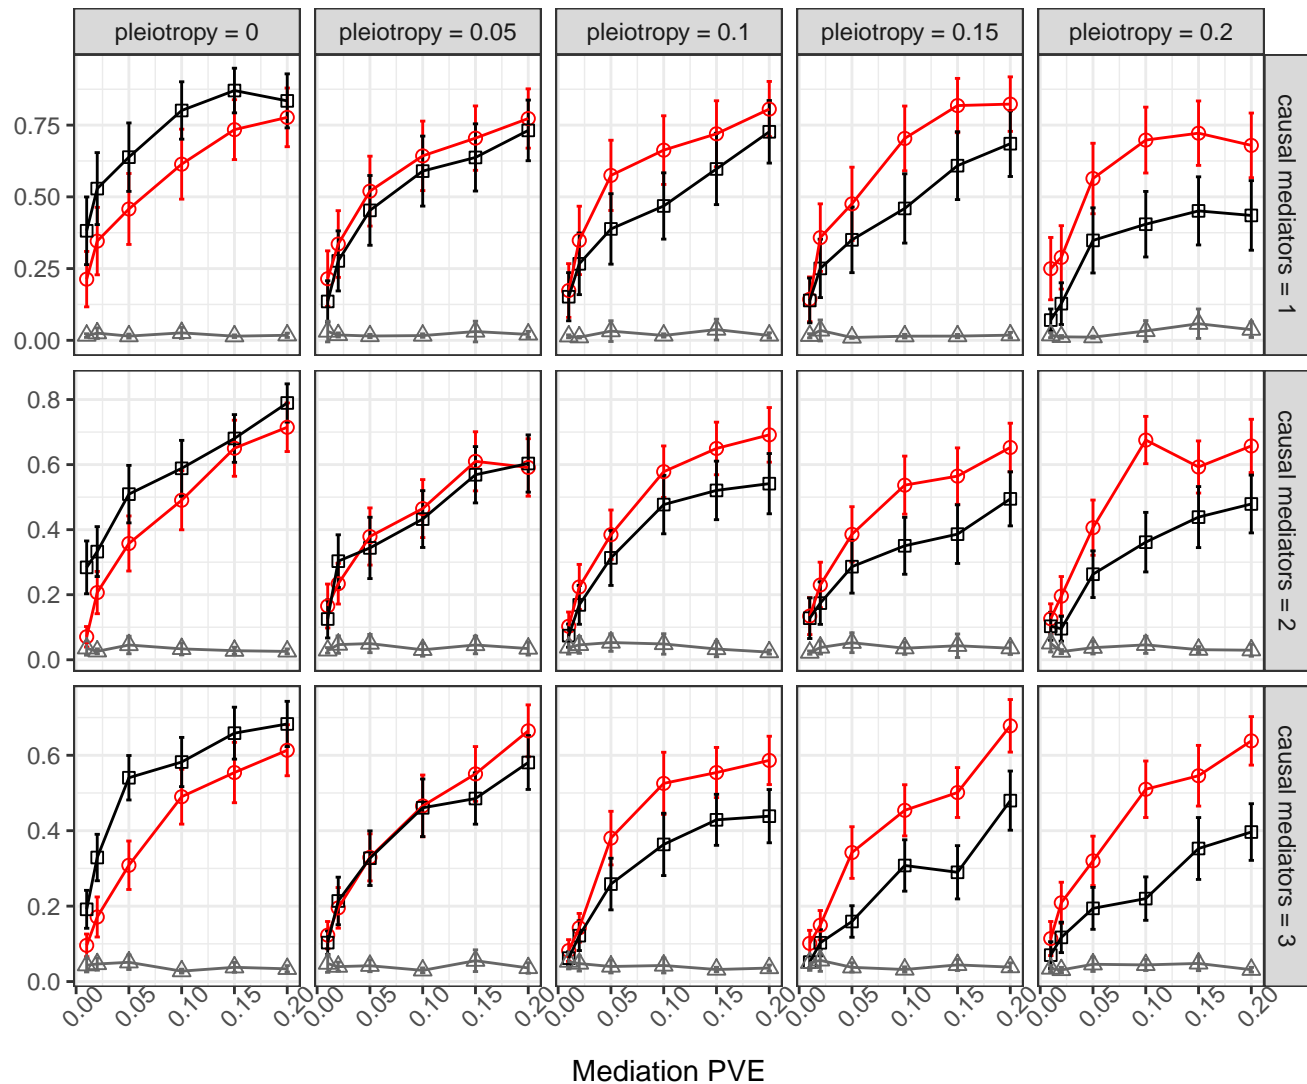 pleiotropy = 0 pleiotropy = 0.05 pleiotropy = 0.1 pleiotropy = 0.15 pleiotropy = 0.2
0.75
0.50
0.25
0.00
causal mediators = 1
0.8
0.6
0.4
0.2
0.0
causal mediators = 2
0.6
0.4
0.2
0.0
causal mediators = 3
0.00 0.05 0.10 0.15 0.20 0.00 0.05 0.10 0.15 0.20 0.00 0.05 0.10 0.15 0.20 0.00 0.05 0.10 0.15 0.20 0.00 0.05 0.10 0.15 0.20
Mediation PVE